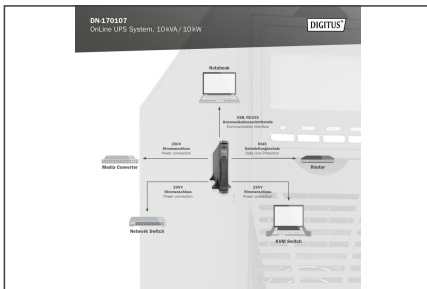 DN-170107
OnLine UPS System, 10 kVA / 10 kW
DIGITUS®
Notebook
USB, RS-232
Kommunikationsschnittstelle
Communication interface
230 V
Stromanschluss
Power connection
RJ45
Datenleitungsschutz
Data Line Protection
Media Converter
Router
230 V
Stromanschluss
Power connection
230 V
Stromanschluss
Power connection
Network Switch
KVM Switch